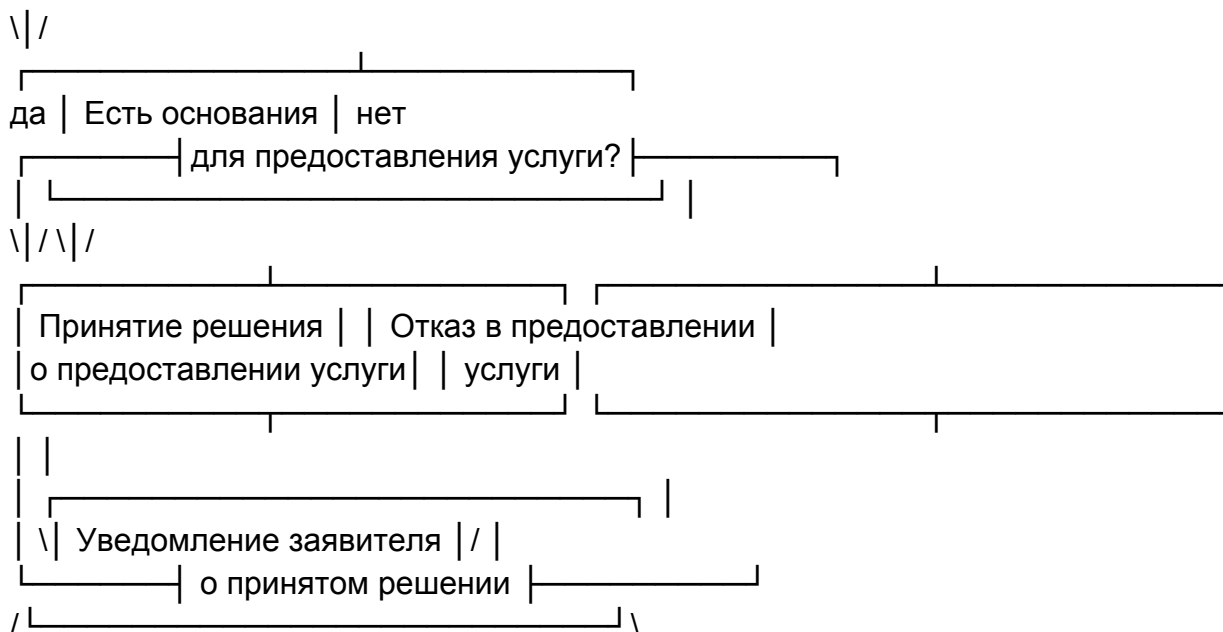 \│/
┌─────────────────┴─────────────┐
да │ Есть основания │ нет
┌────────┤для предоставления услуги?├──────────┐
│ └───────────────────────────────┘ │
\│/ \│/
┌────────────┴───────────────┐ ┌─────────────────┴───────────────
│ Принятие решения │ │ Отказ в предоставлении │
│о предоставлении услуги│ │ услуги │
└────────────┬───────────────┘ └─────────────────┬───────────────
│ │
│ ┌──────────────────────────────┐ │
│ \│ Уведомление заявителя │/ │
└────────┤ о принятом решении ├───────────┘
/└──────────────────────────────┘\